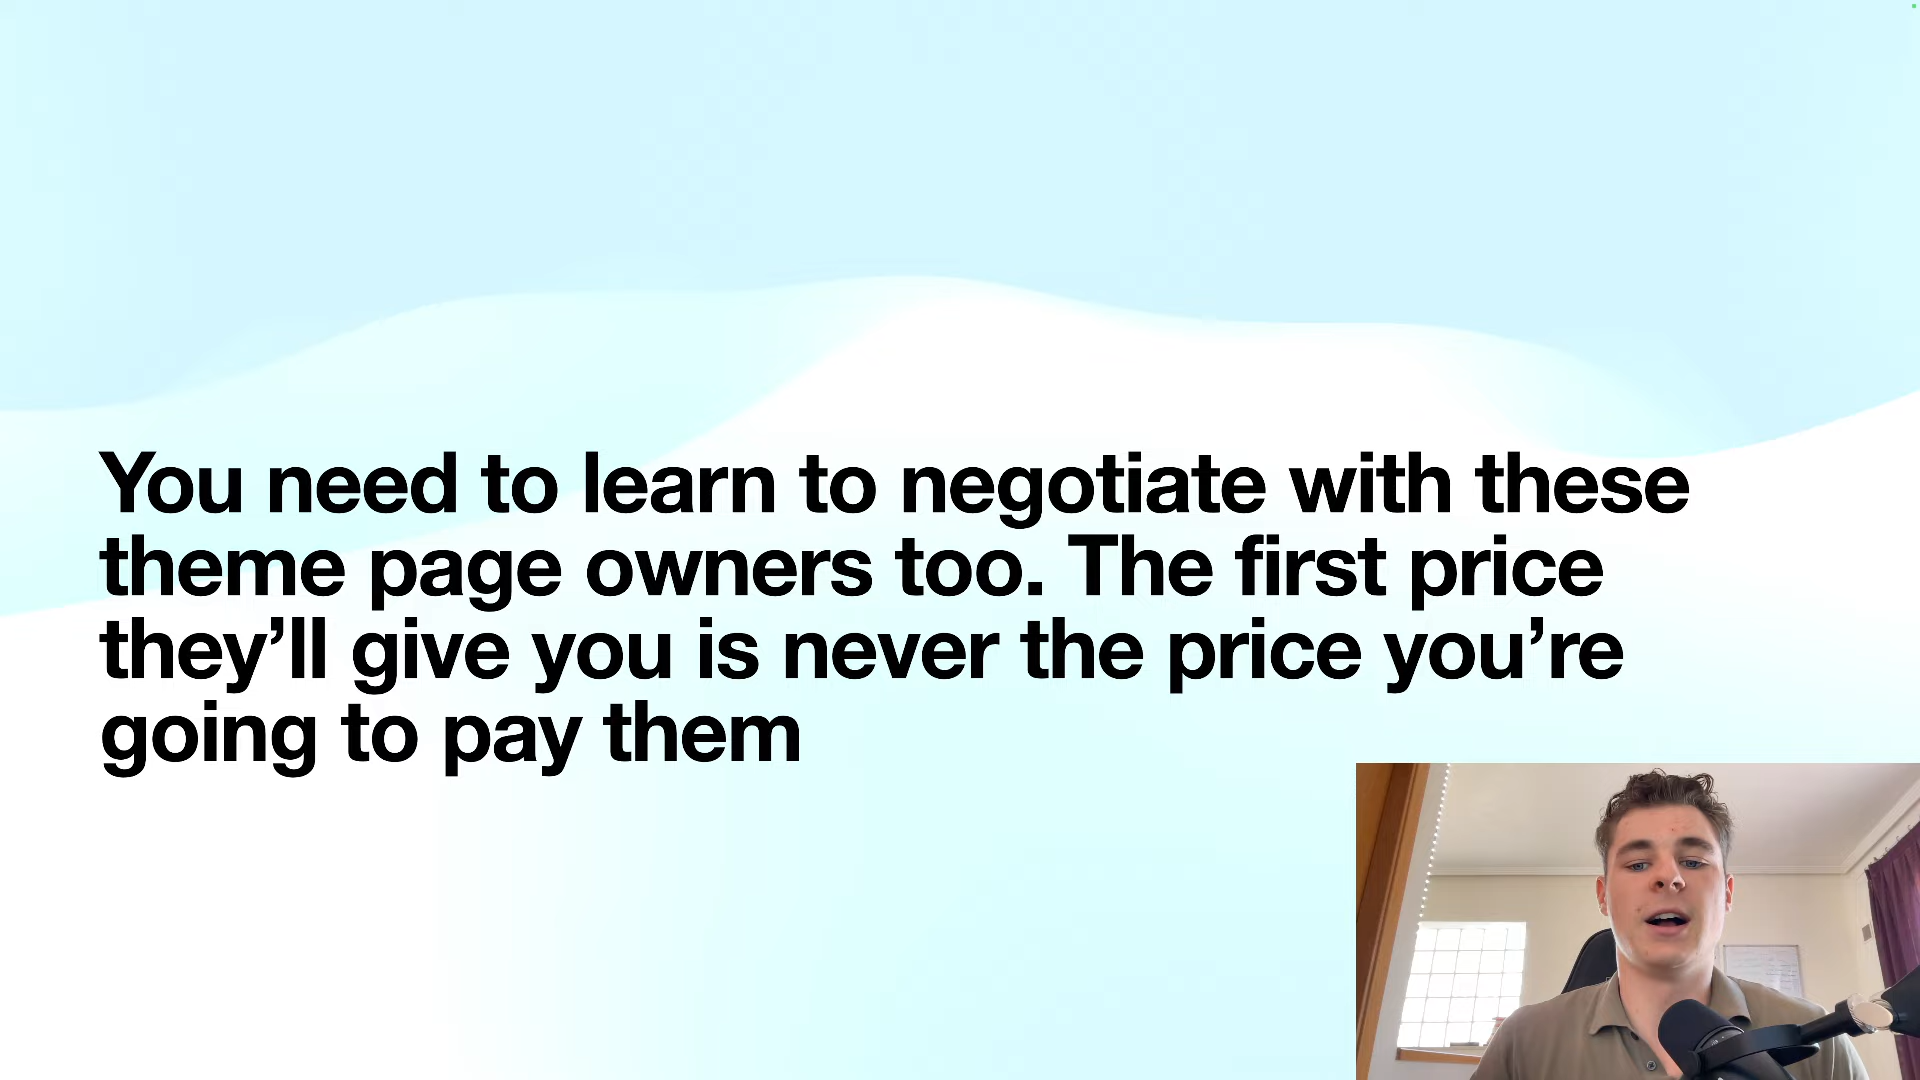 You need to learn to negotiate with these
theme page owners too. The first price
they’ll give you is never the price you’re
going to pay them